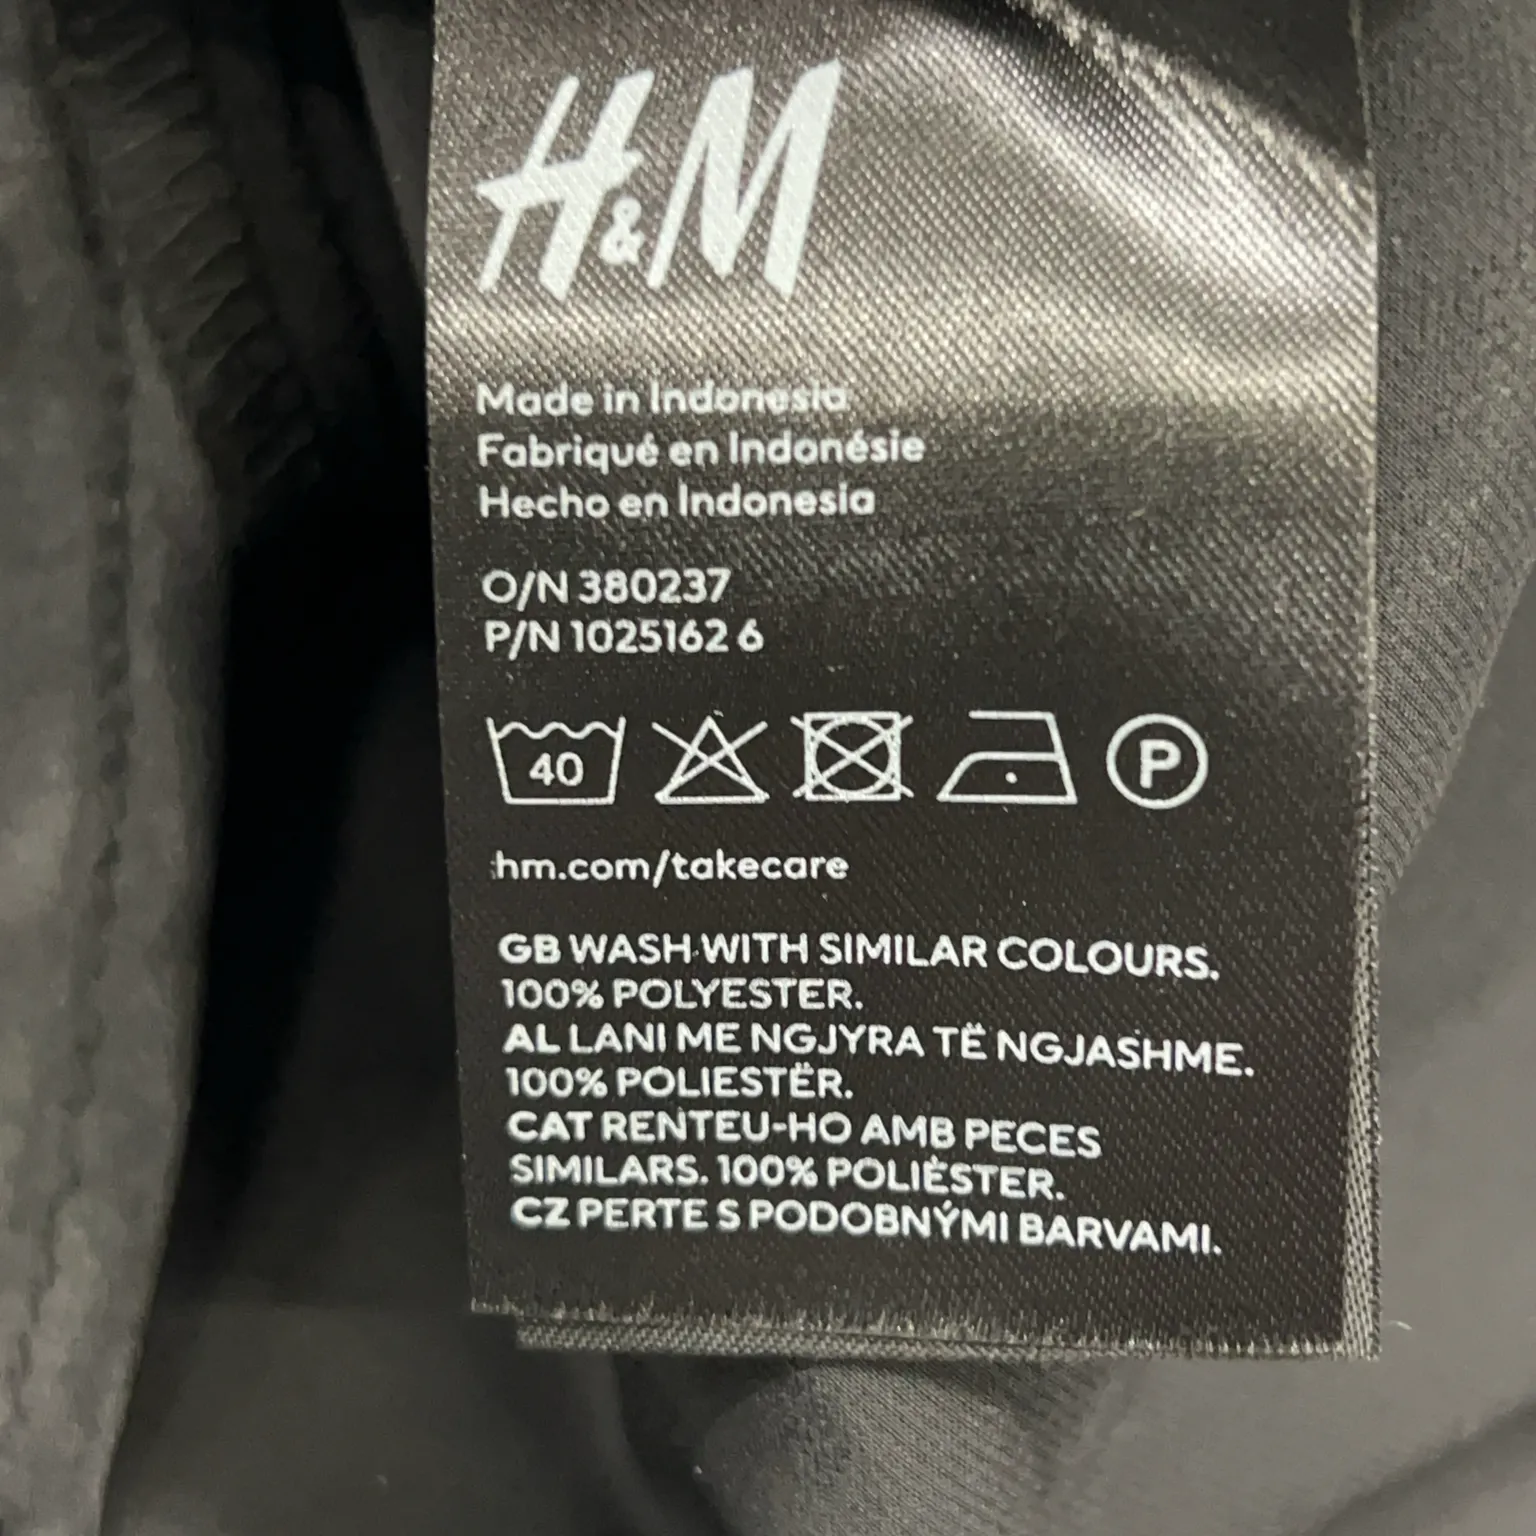 H&M
Made in Indonesia
Fabriqué en Indonésie
Hecho en Indonesia
O/N 380237
P/N 1025162 6
40
P
hm.com/takecare
GB WASH WITH SIMILAR COLOURS.
100% POLYESTER.
AL LANI ME NGJYRA TË NGJASHME.
100% POLIESTËR.
CAT RENTEU-HO AMB PECES
SIMILARS. 100% POLIÈSTER.
CZ PERTE S PODOBNÝMI BARVAMI.